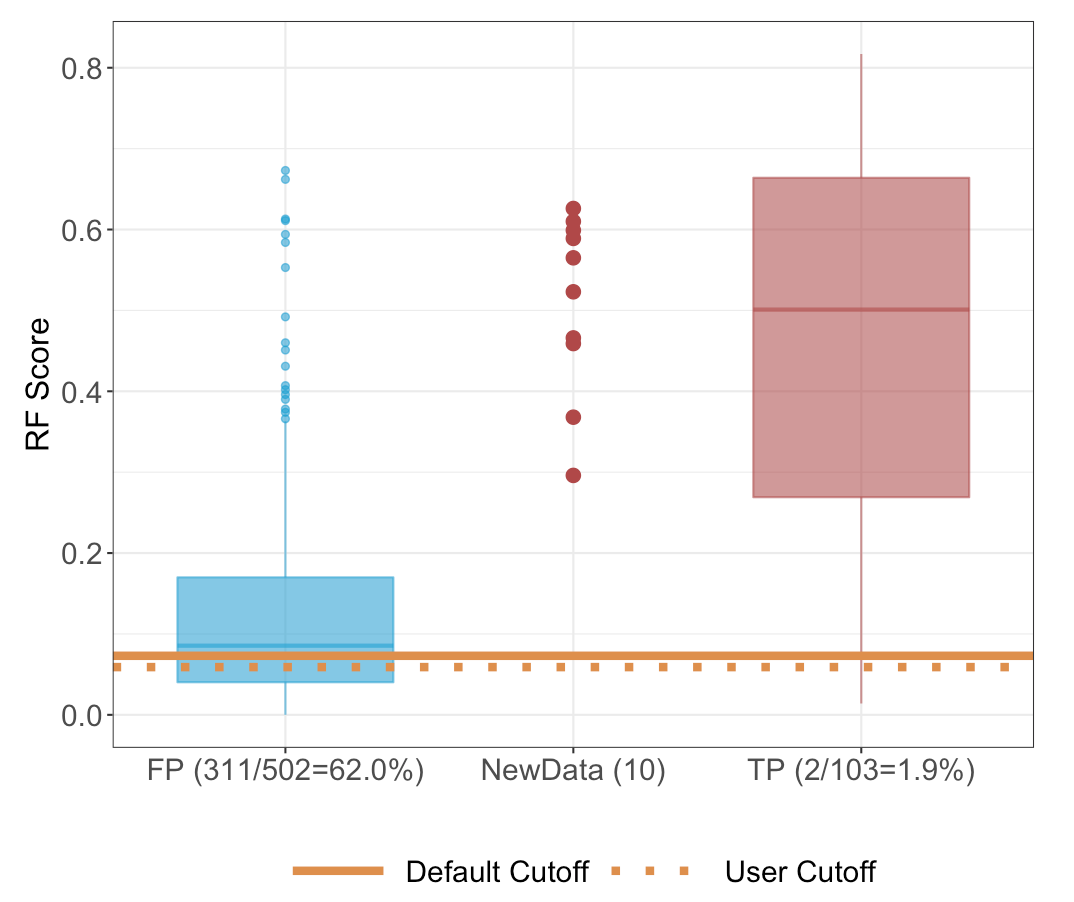 RF Score
0.8
0.6
0.4
0.2
0.0
FP (311/502=62.0%) NewData (10) TP (2/103=1.9%)
Default Cutoff User Cutoff